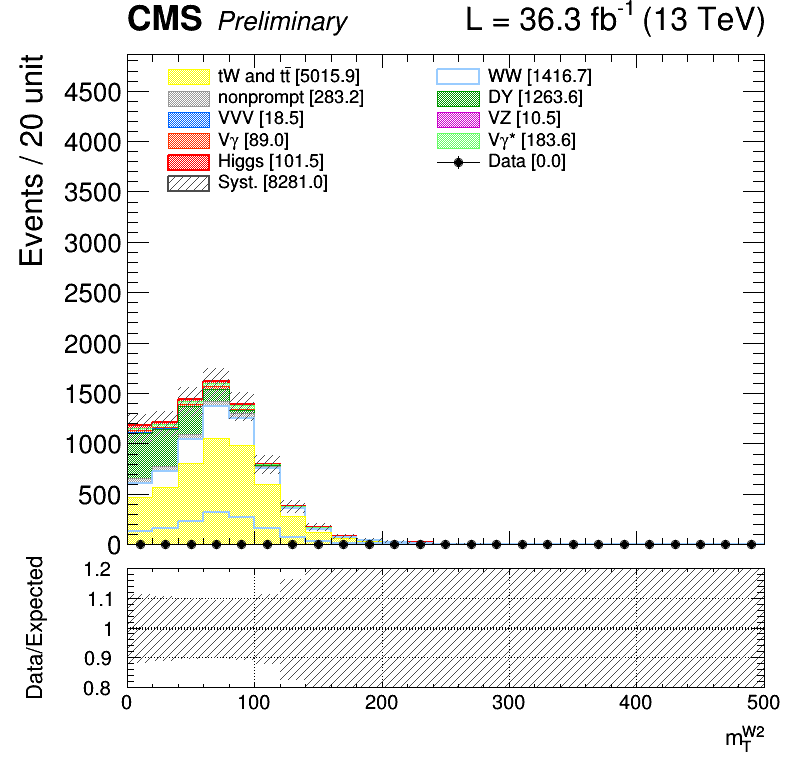 CMS Preliminary L = 36.3 fb⁻¹ (13 TeV)
Events / 20 unit
4500
4000
3500
3000
2500
2000
1500
1000
500
0
tW and tt̄ [5015.9]
nonprompt [283.2]
VVV [18.5]
Vγ [89.0]
Higgs [101.5]
Syst. [8281.0]
WW [1416.7]
DY [1263.6]
VZ [10.5]
Vγ* [183.6]
Data [0.0]
Data/Expected
1.2
1.1
1
0.9
0.8
0 100 200 300 400 500
m_T^W2